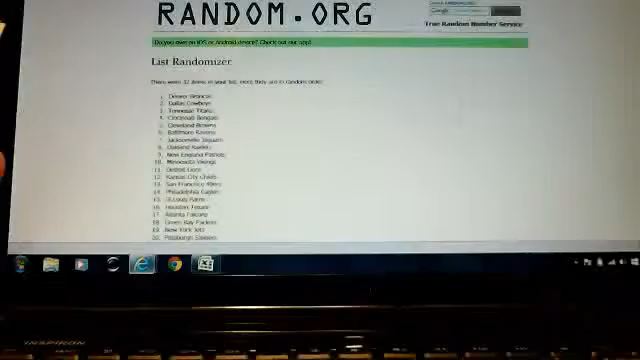 RANDOM.ORG
Google
True Random Number Service
Do you own an iOS or Android device? Check out our app!
List Randomizer
There were 32 items in your list. Here they are in random order:
1. Denver Broncos
2. Dallas Cowboys
3. Tennessee Titans
4. Cincinnati Bengals
5. Cleveland Browns
6. Baltimore Ravens
7. Jacksonville Jaguars
8. Oakland Raiders
9. New England Patriots
10. Minnesota Vikings
11. Detroit Lions
12. Kansas City Chiefs
13. San Francisco 49ers
14. Philadelphia Eagles
15. St. Louis Rams
16. Houston Texans
17. Atlanta Falcons
18. Green Bay Packers
19. New York Jets
20. Pittsburgh Steelers
INSPIRON